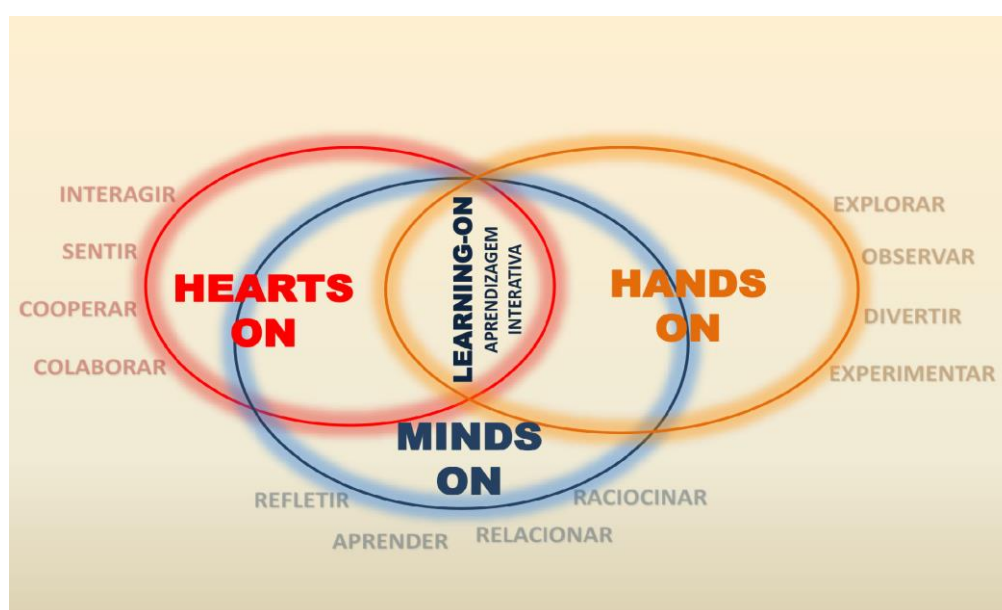 INTERAGIR
SENTIR
COOPERAR
COLABORAR
HEARTS
ON
LEARNING-ON
APRENDIZAGEM
INTERATIVA
HANDS
ON
EXPLORAR
OBSERVAR
DIVERTIR
EXPERIMENTAR
MINDS
ON
REFLETIR
APRENDER
RELACIONAR
RACIOCINAR